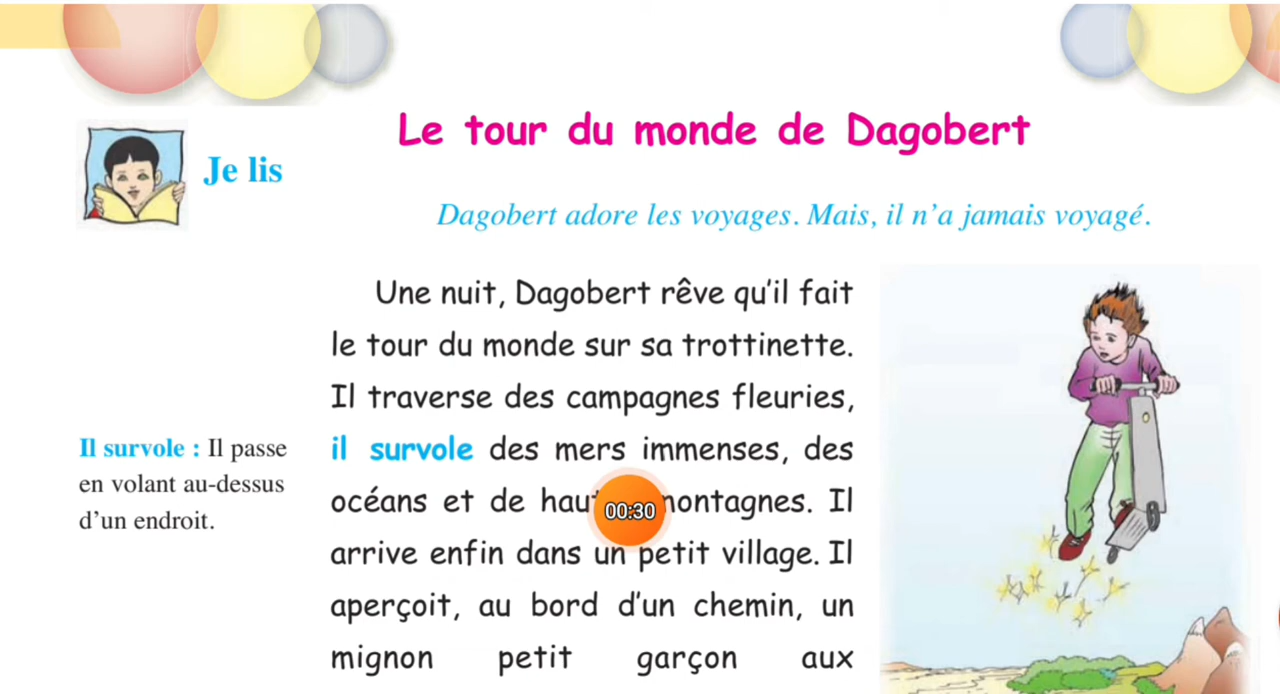 Le tour du monde de Dagobert
Je lis
Dagobert adore les voyages. Mais, il n'a jamais voyagé.
Une nuit, Dagobert rêve qu'il fait
le tour du monde sur sa trottinette.
Il traverse des campagnes fleuries,
il survole des mers immenses, des
océans et de montagnes. Il
arrive enfin dans un petit village. Il
aperçoit, au bord d'un chemin, un
mignon petit garçon aux
Il survole : Il passe
en volant au-dessus
d'un endroit.
00:30